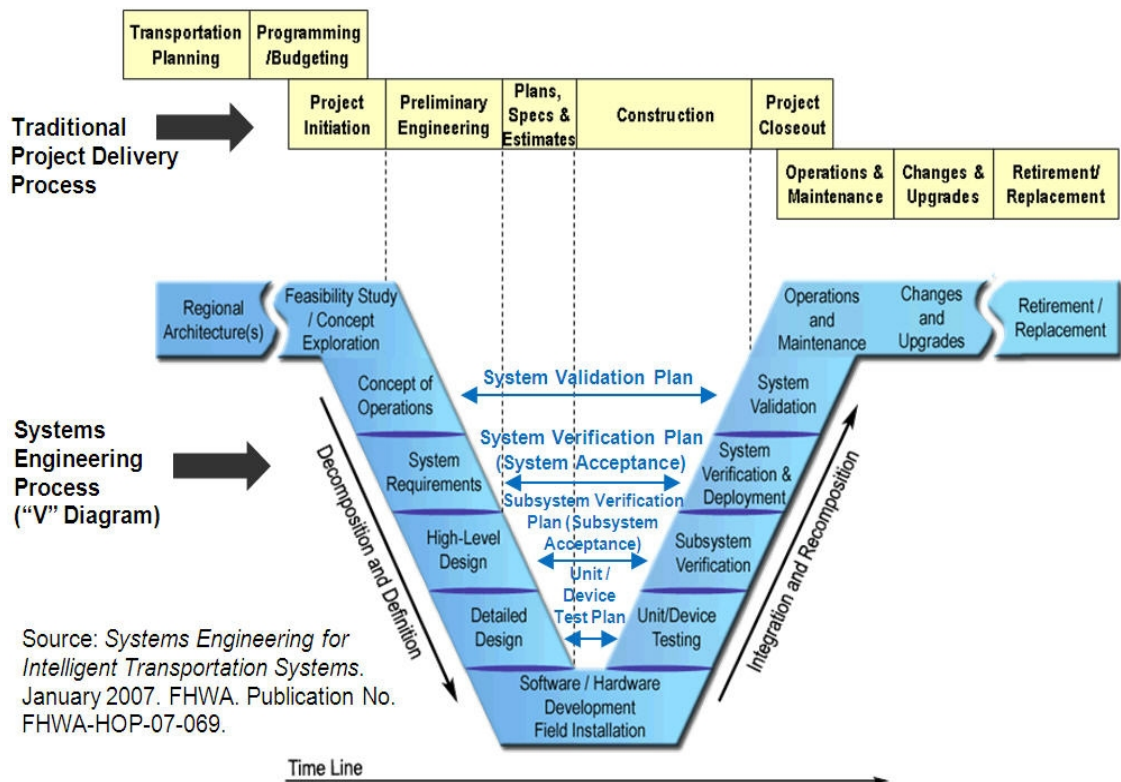 Transportation
Planning
Programming
/Budgeting
Project
Initiation
Preliminary
Engineering
Plans,
Specs &
Estimates
Construction
Project
Closeout
Operations &
Maintenance
Changes &
Upgrades
Retirement/
Replacement
Traditional
Project Delivery
Process
Regional
Architecture(s)
Feasibility Study
/ Concept
Exploration
Operations
and
Maintenance
Changes
and
Upgrades
Retirement /
Replacement
Concept of
Operations
System Validation Plan
System
Validation
Systems
Engineering
Process
("V" Diagram)
System
Requirements
System Verification Plan
(System Acceptance)
System
Verification &
Deployment
High-Level
Design
Subsystem Verification
Plan (Subsystem
Acceptance)
Subsystem
Verification
Detailed
Design
Unit /
Device
Test Plan
Unit/Device
Testing
Software / Hardware
Development
Field Installation
Decomposition and Definition
Integration and Recomposition
Source: Systems Engineering for
Intelligent Transportation Systems.
January 2007. FHWA. Publication No.
FHWA-HOP-07-069.
Time Line